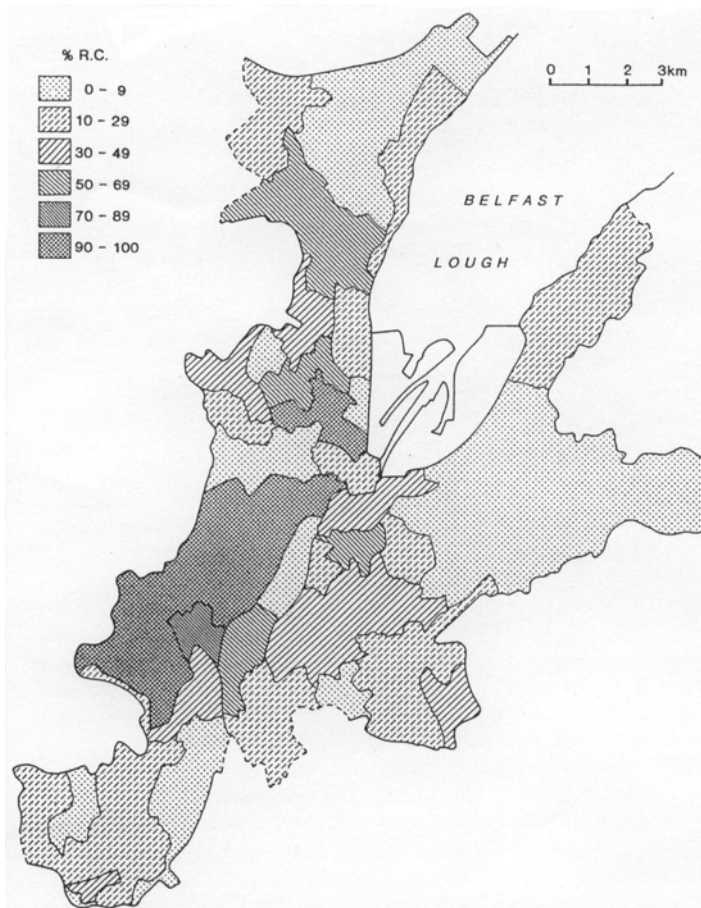 % R.C.
0 – 9
10 – 29
30 – 49
50 – 69
70 – 89
90 – 100
0 1 2 3km
BELFAST
LOUGH